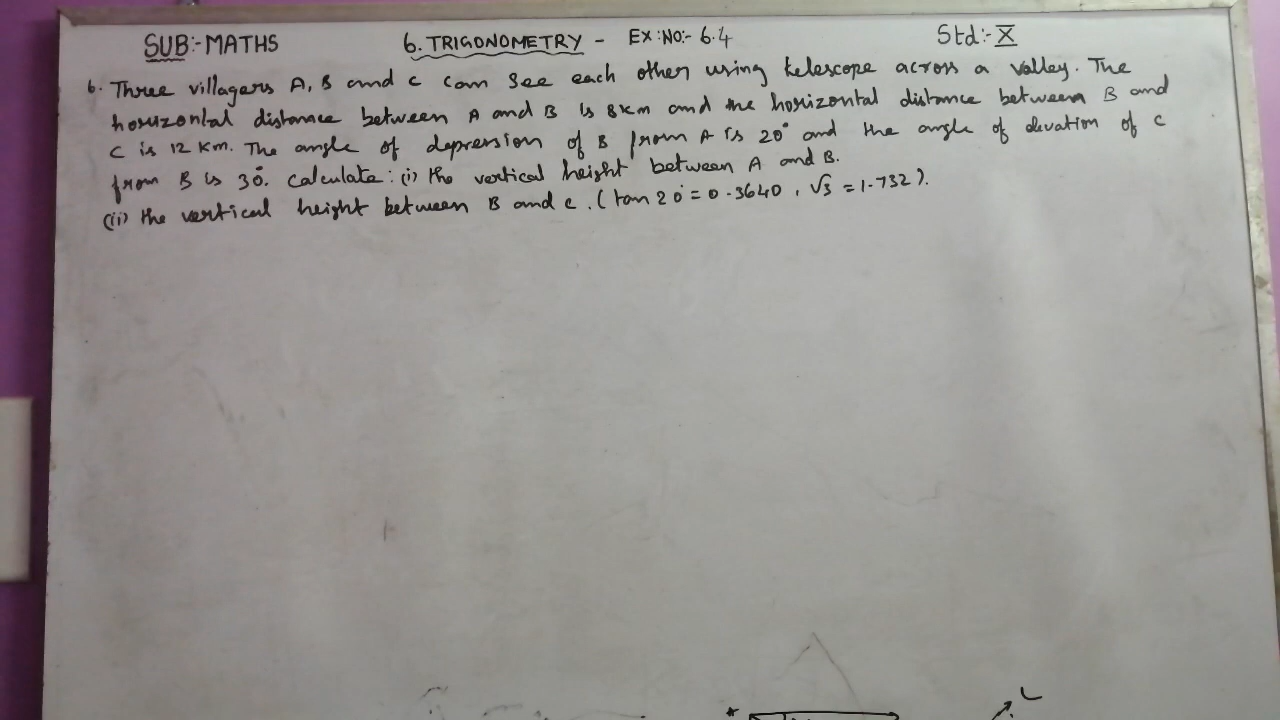 SUB:- MATHS 6. TRIGONOMETRY - EX:NO:- 6.4 Std:- X
6. Three villagers A, B and C can see each other using telescope across a valley. The
horizontal distance between A and B is 8km and the horizontal distance between B and
C is 12 km. The angle of depression of B from A is 20° and the angle of elevation of C
from B is 30°. calculate: (i) the vertical height between A and B.
(ii) the vertical height between B and C. (tan 20° = 0.3640, √3 = 1.732).